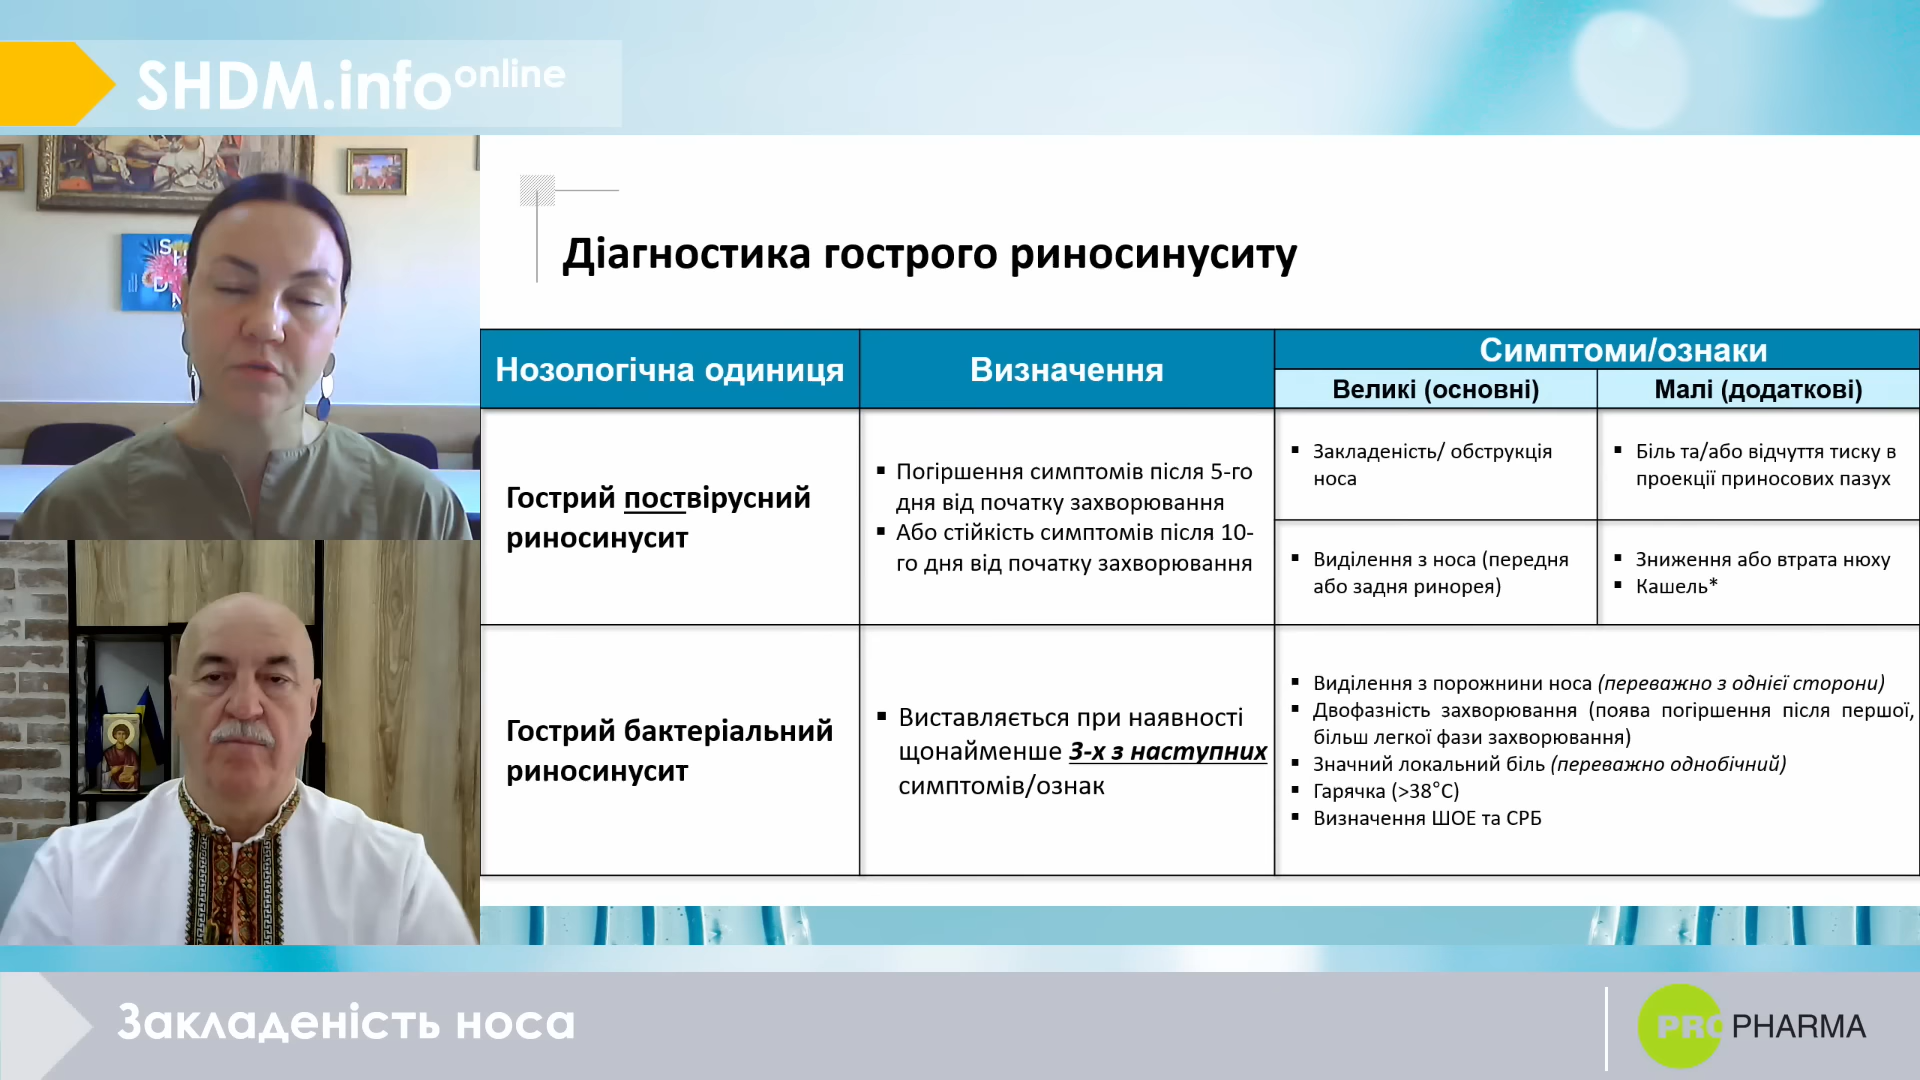 SHDM.info online
Діагностика гострого риносинуситу
Нозологічна одиниця
Визначення
Симптоми/ознаки
Великі (основні)
Малі (додаткові)
Гострий поствірусний
риносинусит
▪ Погіршення симптомів після 5-го
дня від початку захворювання
▪ Або стійкість симптомів після 10-
го дня від початку захворювання
▪ Закладеність/ обструкція
носа
▪ Біль та/або відчуття тиску в
проекції приносових пазух
▪ Виділення з носа (передня
або задня ринорея)
▪ Зниження або втрата нюху
▪ Кашель*
Гострий бактеріальний
риносинусит
▪ Виставляється при наявності
щонайменше 3-х з наступних
симптомів/ознак
▪ Виділення з порожнини носа (переважно з однієї сторони)
▪ Двофазність захворювання (поява погіршення після першої,
більш легкої фази захворювання)
▪ Значний локальний біль (переважно однобічний)
▪ Гарячка (>38°С)
▪ Визначення ШОЕ та СРБ
Закладеність носа
PRO PHARMA